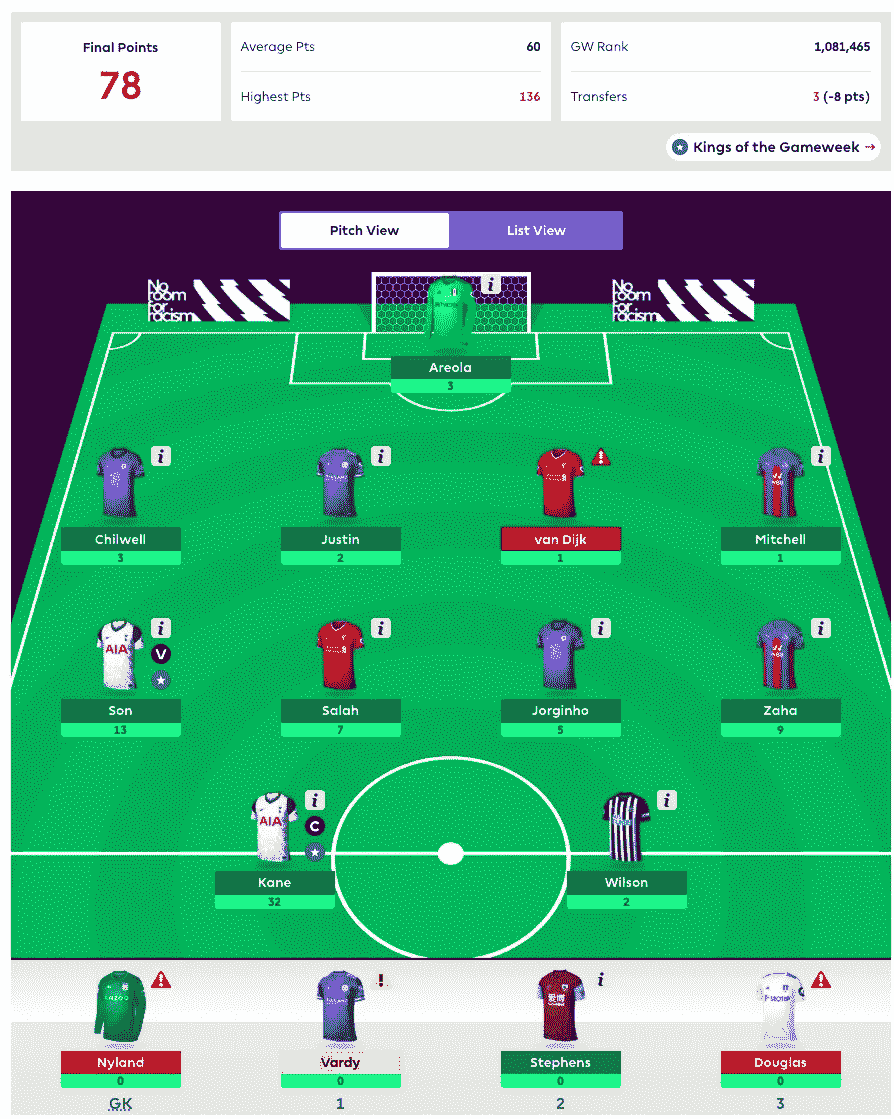 Final Points
78
Average Pts 60
Highest Pts 136
GW Rank 1,081,465
Transfers 3 (-8 pts)
Kings of the Gameweek
Pitch View List View
No room for racism
No room for racism
i
Areola
3
i i i
Chilwell Justin van Dijk Mitchell
3 2 1 1
i i i i
V
AIA
Son Salah Jorginho Zaha
13 7 5 9
i i
AIA C
Kane Wilson
32 2
! i
CAZOO
Nyland Vardy Stephens Douglas
0 0 0 0
GK 1 2 3